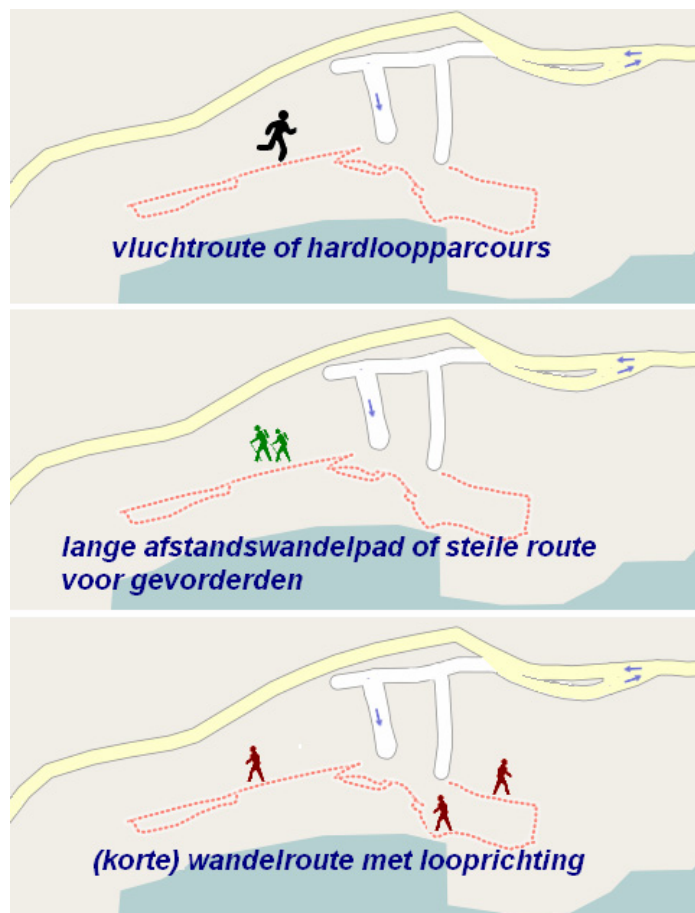 vluchtroute of hardloopparcours
lange afstandswandelpad of steile route
voor gevorderden
(korte) wandelroute met looprichting